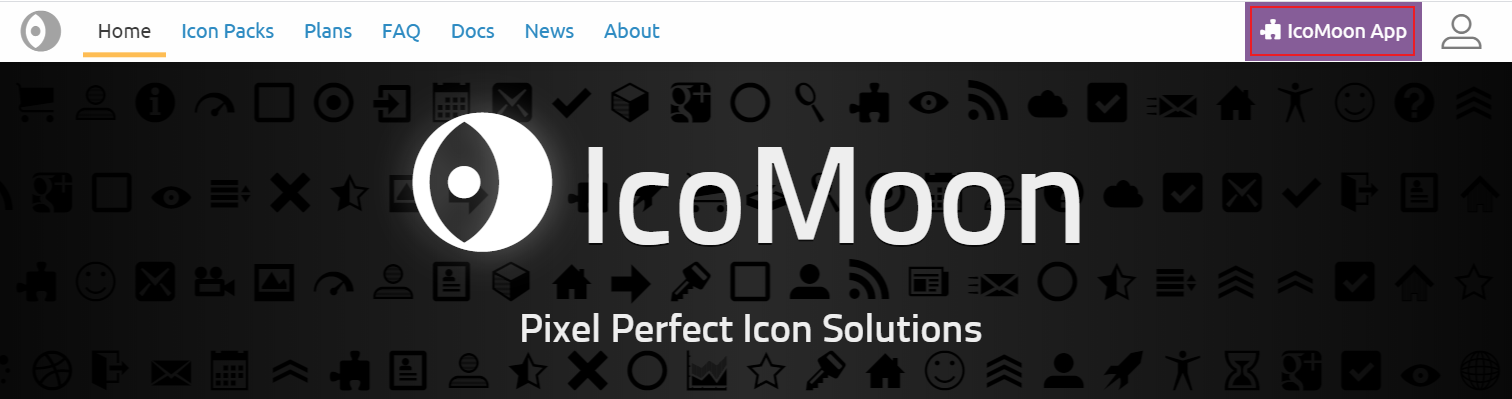 Home Icon Packs Plans FAQ Docs News About IcoMoon App
IcoMoon
Pixel Perfect Icon Solutions